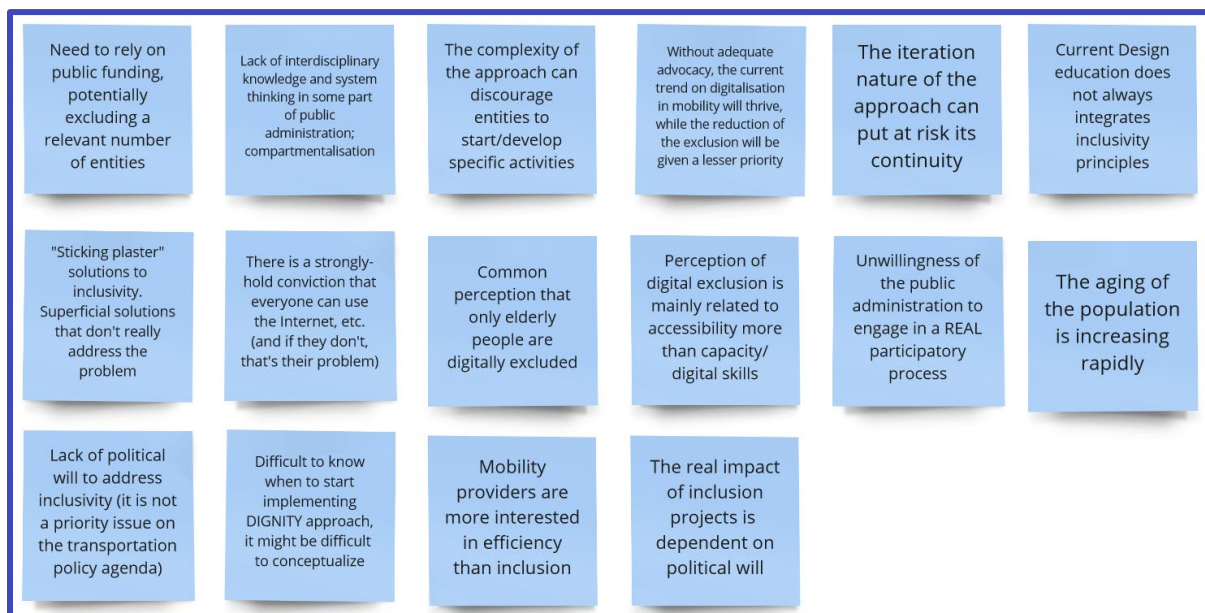 Need to rely on
public funding,
potentially
excluding a
relevant number
of entities
Lack of interdisciplinary
knowledge and system
thinking in some part
of public
administration;
compartmentalisation
The complexity of
the approach can
discourage
entities to
start/develop
specific activities
Without adequate
advocacy, the current
trend on digitalisation
in mobility will thrive,
while the reduction of
the exclusion will be
given a lesser priority
The iteration
nature of the
approach can
put at risk its
continuity
Current Design
education does
not always
integrates
inclusivity
principles
"Sticking plaster"
solutions to
inclusivity.
Superficial solutions
that don't really
address the
problem
There is a strongly-
hold conviction that
everyone can use
the Internet, etc.
(and if they don't,
that's their problem)
Common
perception that
only elderly
people are
digitally excluded
Perception of
digital exclusion is
mainly related to
accessibility more
than capacity/
digital skills
Unwillingness of
the public
administration to
engage in a REAL
participatory
process
The aging of
the population
is increasing
rapidly
Lack of political
will to address
inclusivity (it is not
a priority issue on
the transportation
policy agenda)
Difficult to know
when to start
implementing
DIGNITY approach,
it might be difficult
to conceptualize
Mobility
providers are
more interested
in efficiency
than inclusion
The real impact
of inclusion
projects is
dependent on
political will